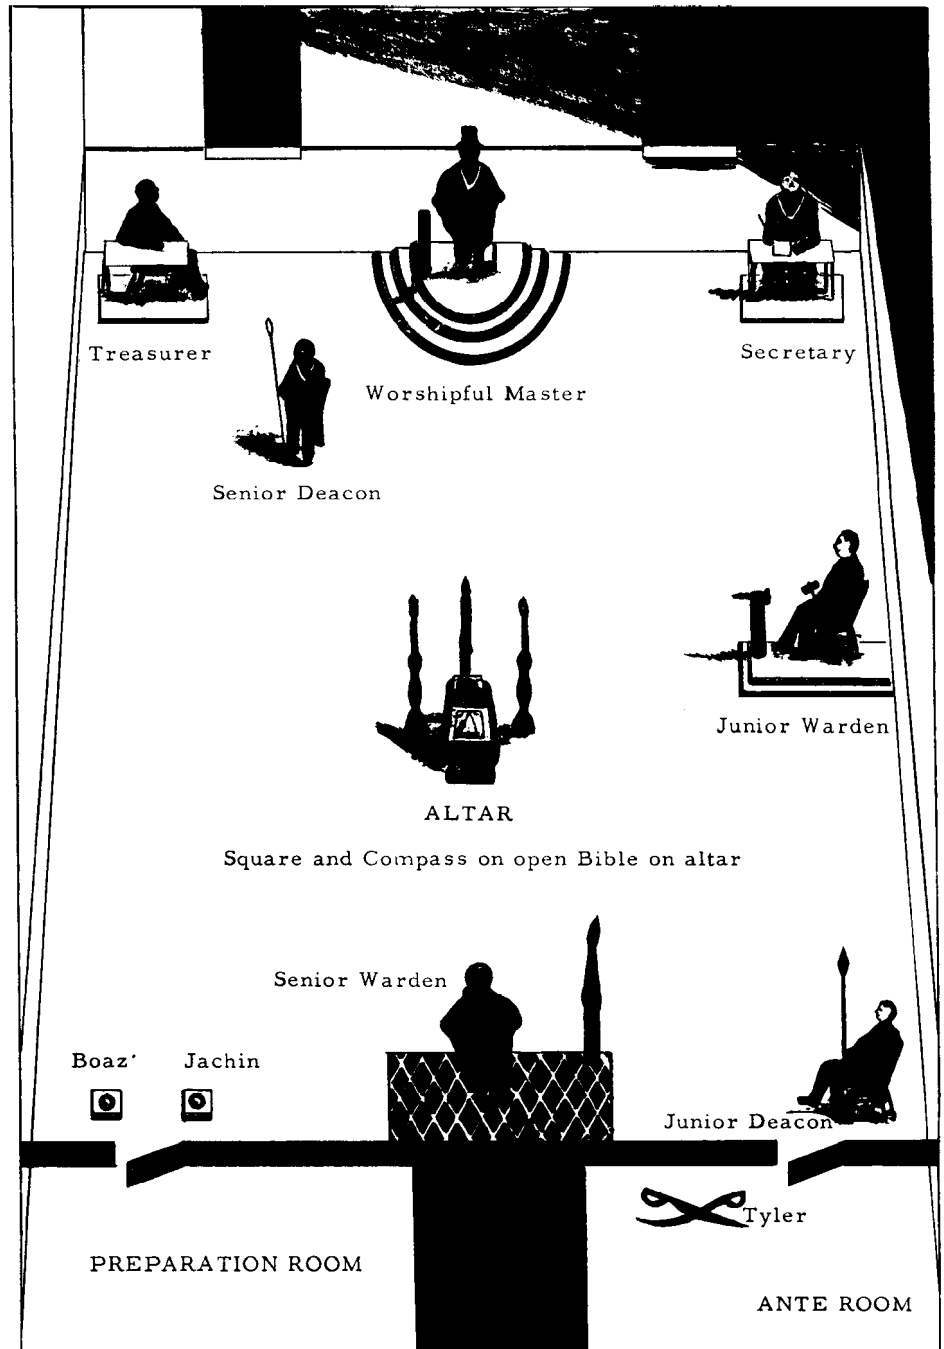 Treasurer
Secretary
Worshipful Master
Senior Deacon
Junior Warden
ALTAR
Square and Compass on open Bible on altar
Senior Warden
Boaz'
Jachin
Junior Deacon
Tyler
PREPARATION ROOM
ANTE ROOM